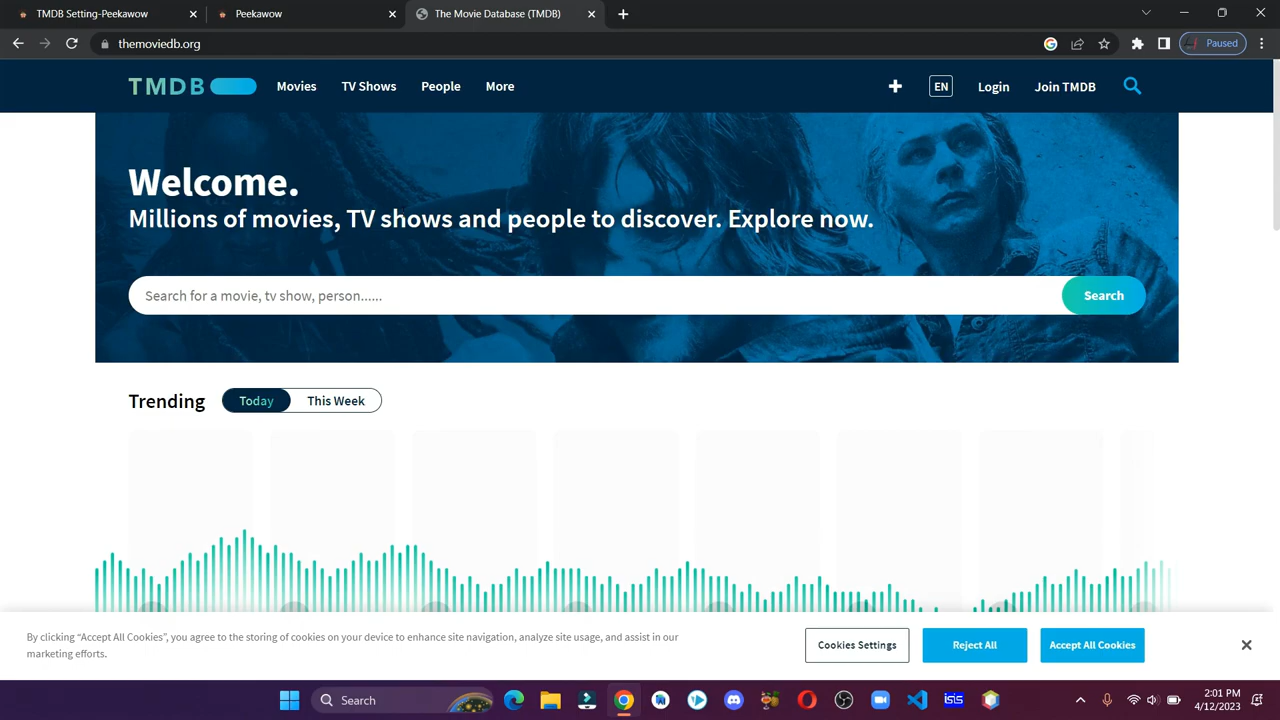 TMDB Setting-Peekawow
Peekawow
The Movie Database (TMDB)
themoviedb.org
Paused
TMDB
Movies
TV Shows
People
More
EN
Login
Join TMDB
Welcome.
Millions of movies, TV shows and people to discover. Explore now.
Search for a movie, tv show, person......
Search
Trending
Today
This Week
By clicking “Accept All Cookies”, you agree to the storing of cookies on your device to enhance site navigation, analyze site usage, and assist in our
marketing efforts.
Cookies Settings
Reject All
Accept All Cookies
Search
isis
2:01 PM
4/12/2023